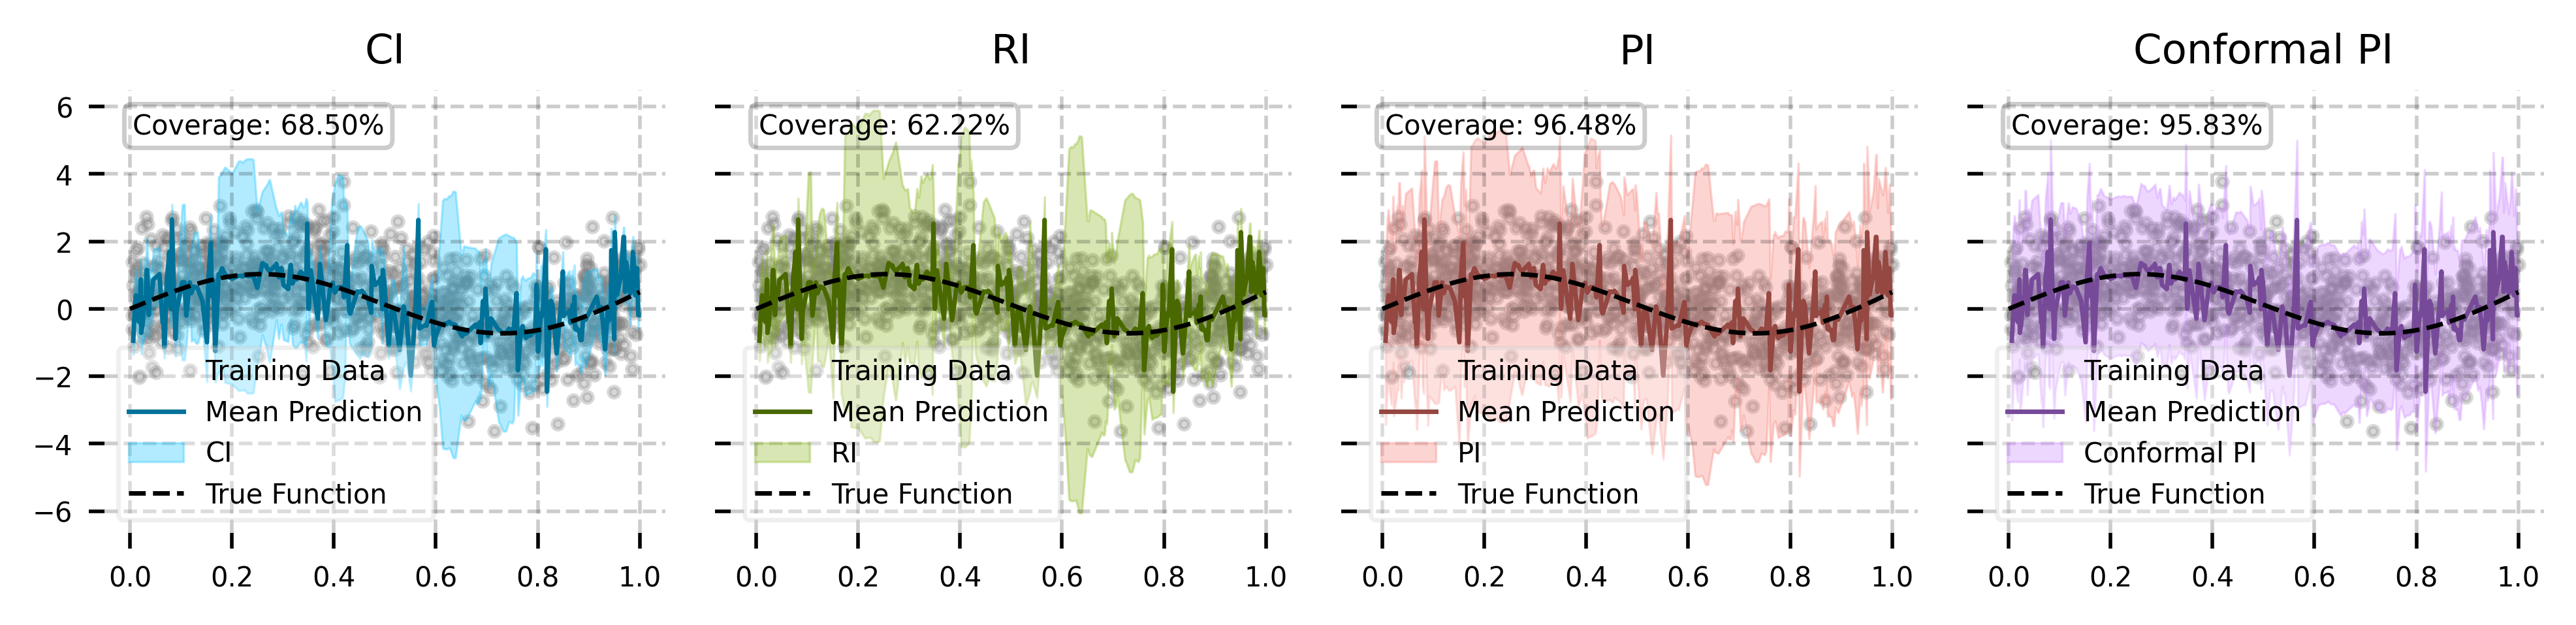 CI
Coverage: 68.50%
6
4
2
0
−2
−4
−6
Training Data
Mean Prediction
CI
True Function
0.0 0.2 0.4 0.6 0.8 1.0
RI
Coverage: 62.22%
Training Data
Mean Prediction
RI
True Function
0.0 0.2 0.4 0.6 0.8 1.0
PI
Coverage: 96.48%
Training Data
Mean Prediction
PI
True Function
0.0 0.2 0.4 0.6 0.8 1.0
Conformal PI
Coverage: 95.83%
Training Data
Mean Prediction
Conformal PI
True Function
0.0 0.2 0.4 0.6 0.8 1.0